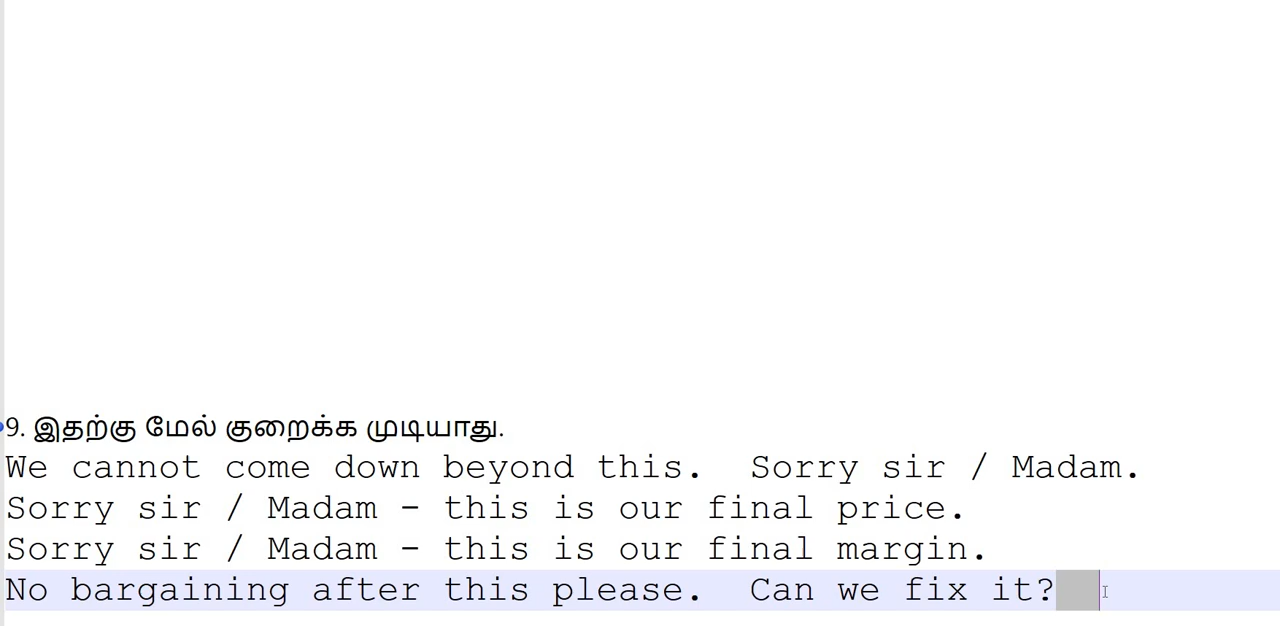 9. இதற்கு மேல் குறைக்க முடியாது.
We cannot come down beyond this.  Sorry sir / Madam.
Sorry sir / Madam - this is our final price.
Sorry sir / Madam - this is our final margin.
No bargaining after this please.  Can we fix it?